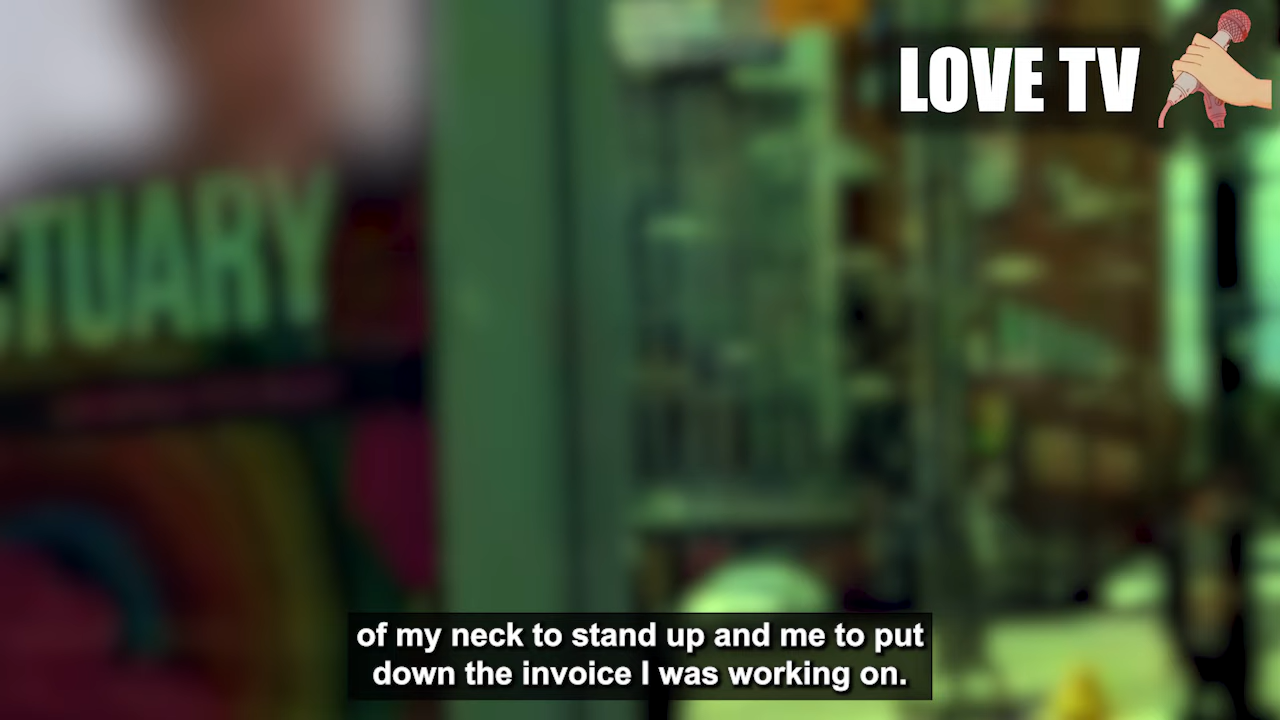 LOVE TV
CTUARY
of my neck to stand up and me to put
down the invoice I was working on.